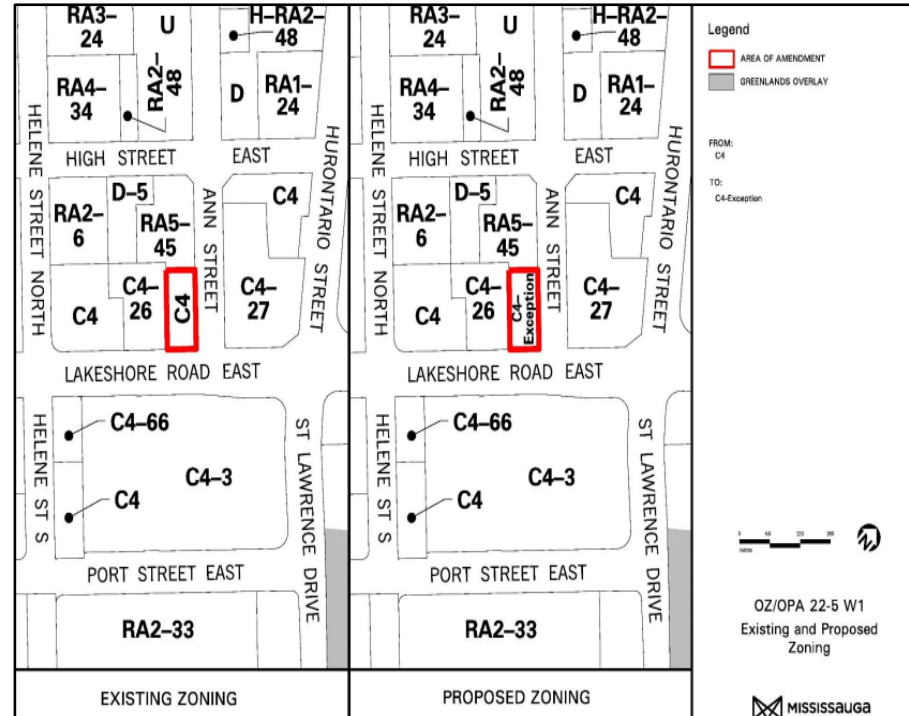 RA3–
24
U
H–RA2–
48
RA4–
34
RA2–
48
D
RA1–
24
HELENE STREET NORTH
HIGH STREET EAST
HURONTARIO STREET
D–5
RA2–
6
RA5–
45
ANN STREET
C4
C4
C4–
26
C4
C4–
27
LAKESHORE ROAD EAST
HELENE ST S
C4–66
C4–3
C4
ST LAWRENCE DRIVE
PORT STREET EAST
RA2–33
EXISTING ZONING
RA3–
24
U
H–RA2–
48
RA4–
34
RA2–
48
D
RA1–
24
HELENE STREET NORTH
HIGH STREET EAST
HURONTARIO STREET
D–5
RA2–
6
RA5–
45
ANN STREET
C4
C4
C4–
26
C4–
Exception
C4–
27
LAKESHORE ROAD EAST
HELENE ST S
C4–66
C4–3
C4
ST LAWRENCE DRIVE
PORT STREET EAST
RA2–33
PROPOSED ZONING
Legend
AREA OF AMENDMENT
GREENLANDS OVERLAY
FROM:
C4
TO:
C4-Exception
N
OZ/OPA 22-5 W1
Existing and Proposed
Zoning
MISSISSAUGA